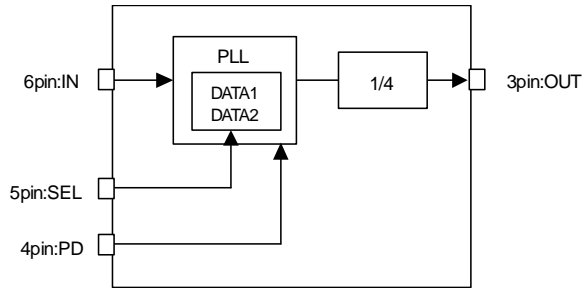 PLL
6pin:IN
DATA1
DATA2
1/4
3pin:OUT
5pin:SEL
4pin:PD